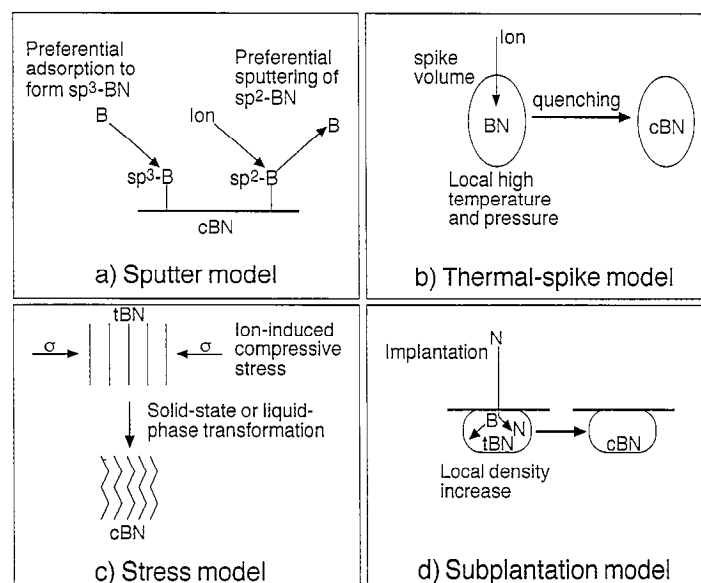 Preferential
adsorption to
form sp³-BN
Preferential
sputtering of
sp²-BN
B
Ion
B
sp³-B
sp²-B
cBN
a) Sputter model
Ion
spike
volume
BN
quenching
cBN
Local high
temperature
and pressure
b) Thermal-spike model
tBN
σ
σ
Ion-induced
compressive
stress
Solid-state or liquid-
phase transformation
cBN
c) Stress model
Implantation
N
B
N
tBN
cBN
Local density
increase
d) Subplantation model